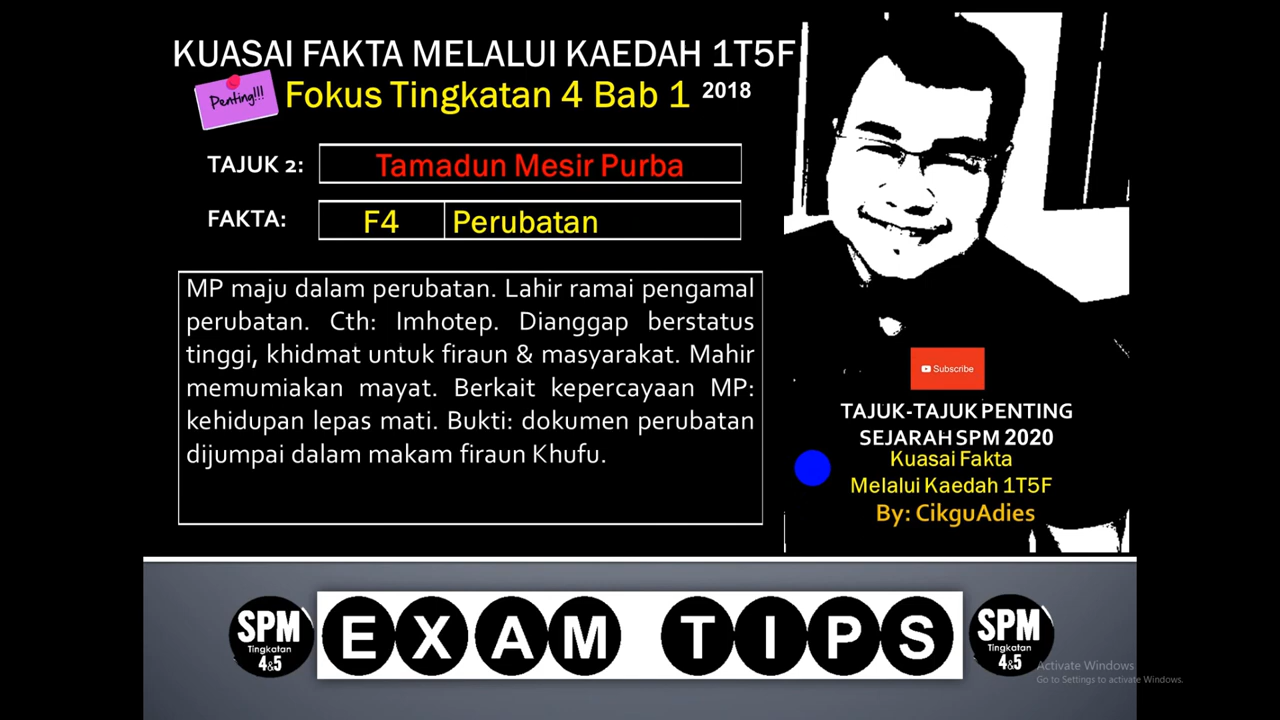 KUASAI FAKTA MELALUI KAEDAH 1T5F
Penting!!!
Fokus Tingkatan 4 Bab 1 2018
TAJUK 2: Tamadun Mesir Purba
FAKTA: F4 Perubatan
MP maju dalam perubatan. Lahir ramai pengamal
perubatan. Cth: Imhotep. Dianggap berstatus
tinggi, khidmat untuk firaun & masyarakat. Mahir
memumiakan mayat. Berkait kepercayaan MP:
kehidupan lepas mati. Bukti: dokumen perubatan
dijumpai dalam makam firaun Khufu.
Subscribe
TAJUK-TAJUK PENTING
SEJARAH SPM 2020
Kuasai Fakta
Melalui Kaedah 1T5F
By: CikguAdies
SPM
Tingkatan
4&5
EXAM TIPS
SPM
Tingkatan
4&5
Activate Windows
Go to Settings to activate Windows.